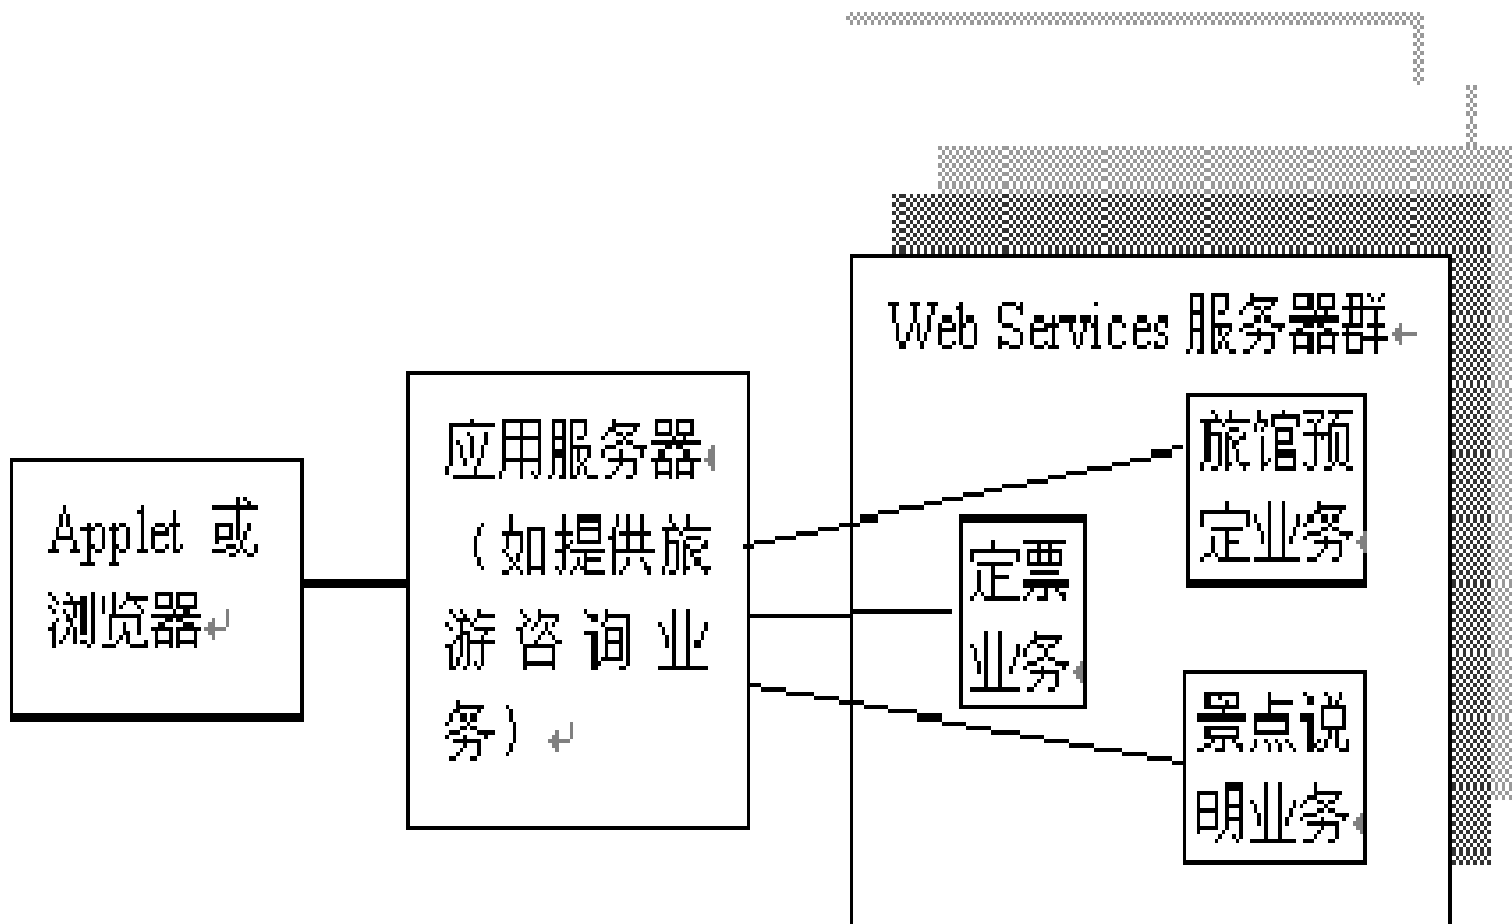 Web Services 服务器群
应用服务器
（如提供旅
游咨询业
务）
Applet 或
浏览器
旅馆预
定业务
定票
业务
景点说
明业务